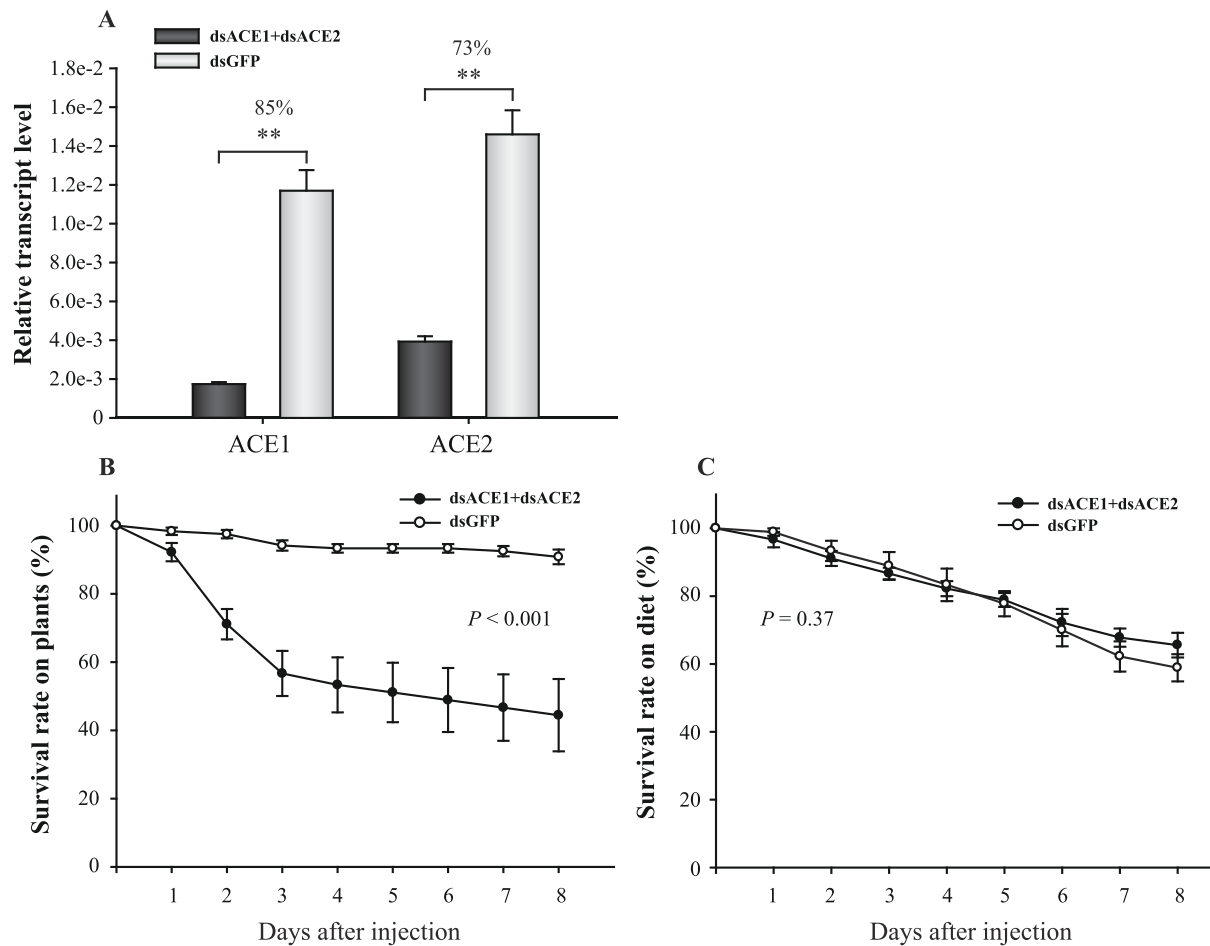 A
dsACE1+dsACE2
dsGFP
Relative transcript level
1.8e-2
1.6e-2
1.4e-2
1.2e-2
1.0e-2
8.0e-3
6.0e-3
4.0e-3
2.0e-3
0
85%
**
73%
**
ACE1
ACE2
B
dsACE1+dsACE2
dsGFP
Survival rate on plants (%)
100
80
60
40
20
0
P < 0.001
1 2 3 4 5 6 7 8
Days after injection
C
dsACE1+dsACE2
dsGFP
Survival rate on diet (%)
100
80
60
40
20
0
P = 0.37
1 2 3 4 5 6 7 8
Days after injection